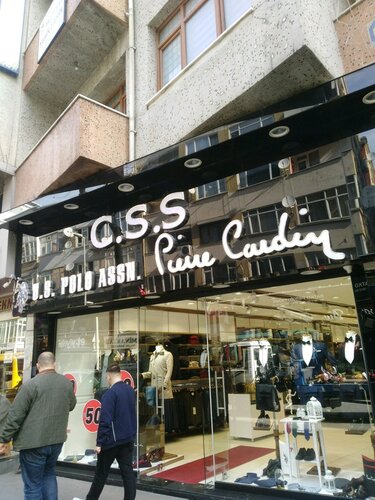 C.S.S
U.S. POLO ASSN.
Pierre Cardin
50